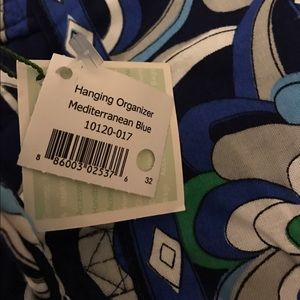 Hanging Organizer
Mediterranean Blue
10120-017
8 86003 02537 6 32